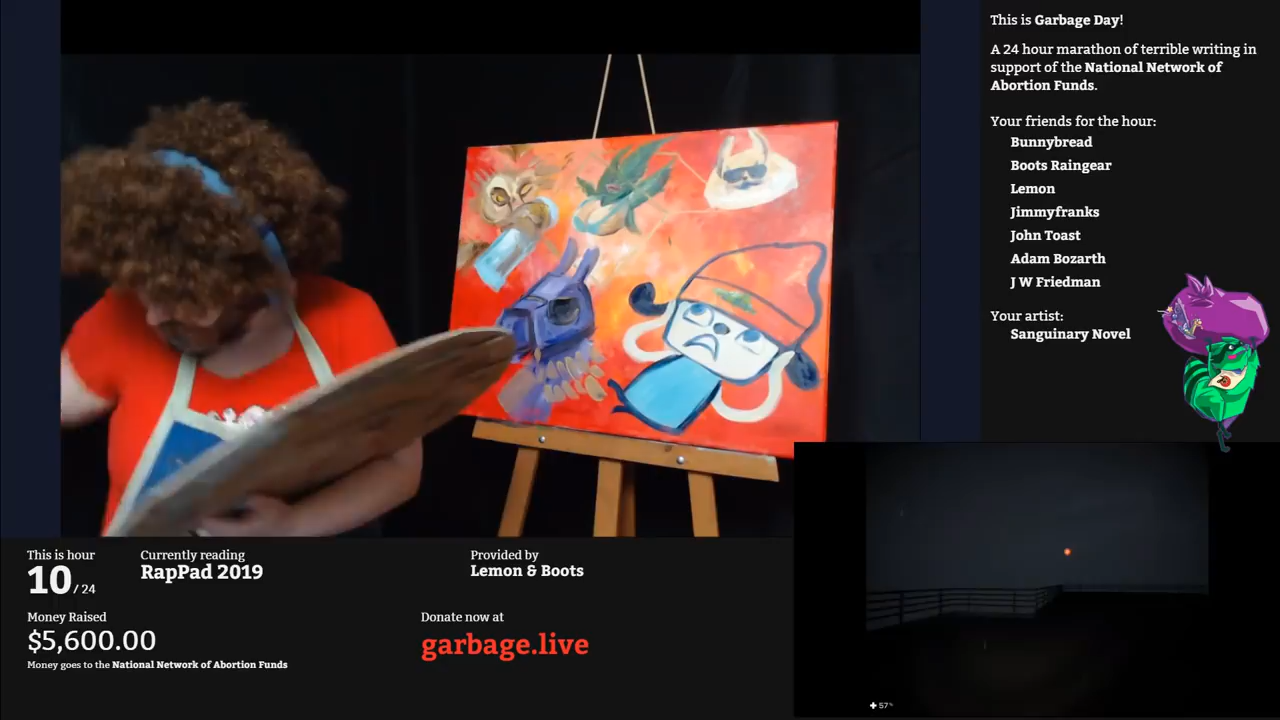 This is Garbage Day!
A 24 hour marathon of terrible writing in
support of the National Network of
Abortion Funds.
Your friends for the hour:
Bunnybread
Boots Raingear
Lemon
Jimmyfranks
John Toast
Adam Bozarth
J W Friedman
Your artist:
Sanguinary Novel
This is hour
10 / 24
Currently reading
RapPad 2019
Provided by
Lemon & Boots
Money Raised
$5,600.00
Money goes to the National Network of Abortion Funds
Donate now at
garbage.live
57%